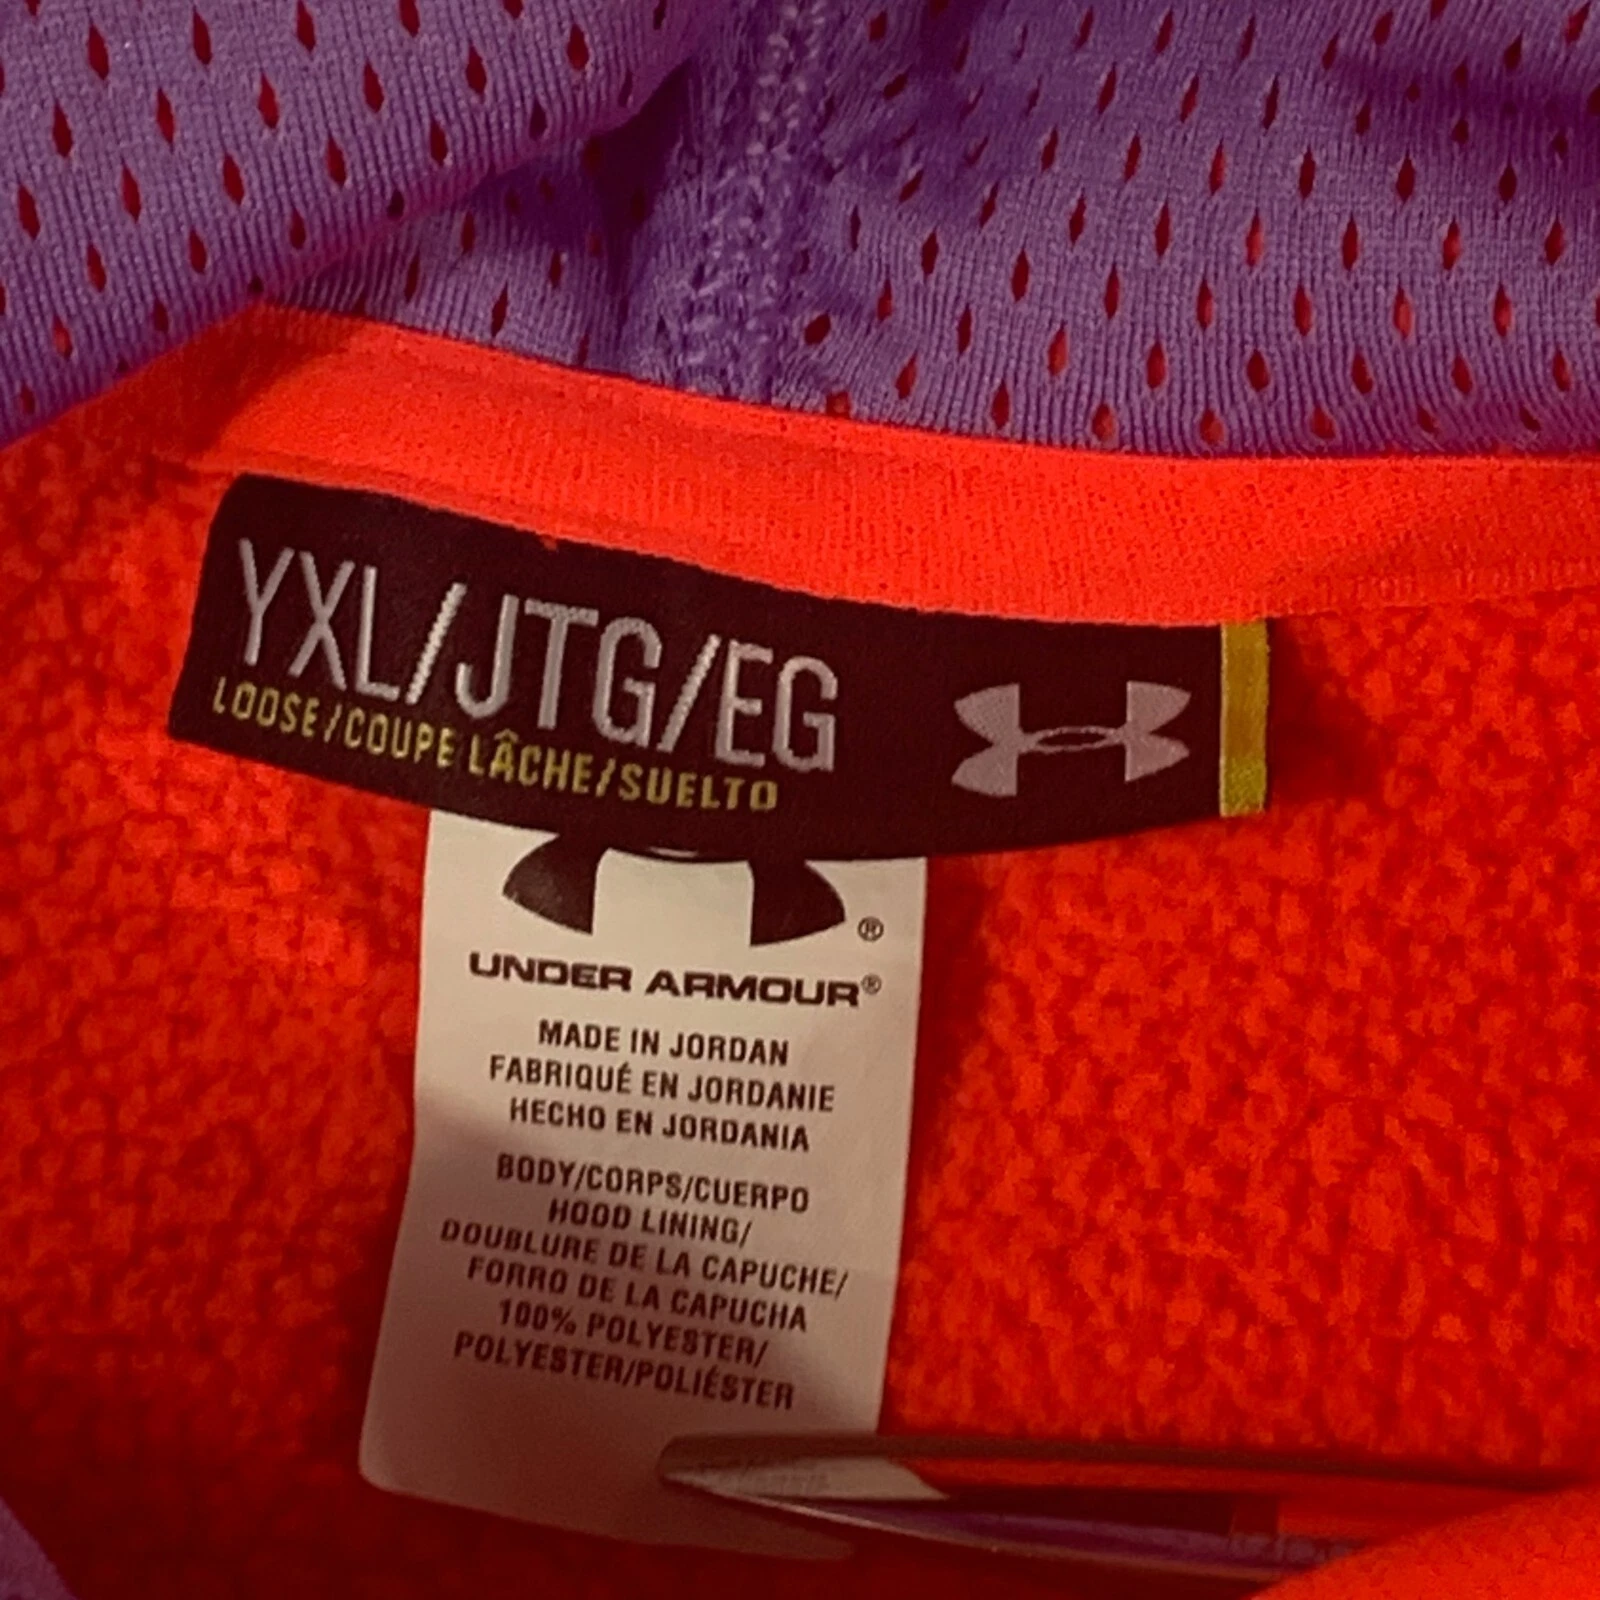 YXL/JTG/EG
LOOSE/COUPE LÂCHE/SUELTO
®
UNDER ARMOUR®
MADE IN JORDAN
FABRIQUÉ EN JORDANIE
HECHO EN JORDANIA
BODY/CORPS/CUERPO
HOOD LINING/
DOUBLURE DE LA CAPUCHE/
FORRO DE LA CAPUCHA
100% POLYESTER/
POLYESTER/POLIÉSTER